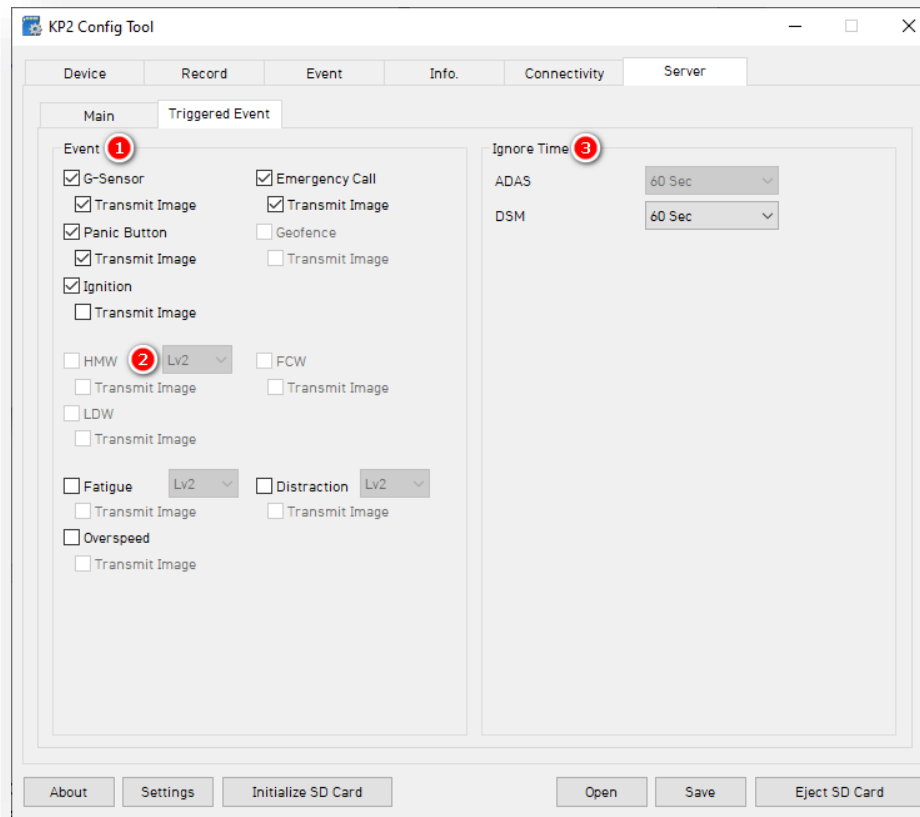 KP2 Config Tool
Device Record Event Info. Connectivity Server
Main Triggered Event
Event 1
G-Sensor Emergency Call
Transmit Image Transmit Image
Panic Button Geofence
Transmit Image Transmit Image
Ignition
Transmit Image
HMW 2 Lv2 FCW
Transmit Image Transmit Image
LDW
Transmit Image
Fatigue Lv2 Distraction Lv2
Transmit Image Transmit Image
Overspeed
Transmit Image
Ignore Time 3
ADAS 60 Sec
DSM 60 Sec
About Settings Initialize SD Card Open Save Eject SD Card